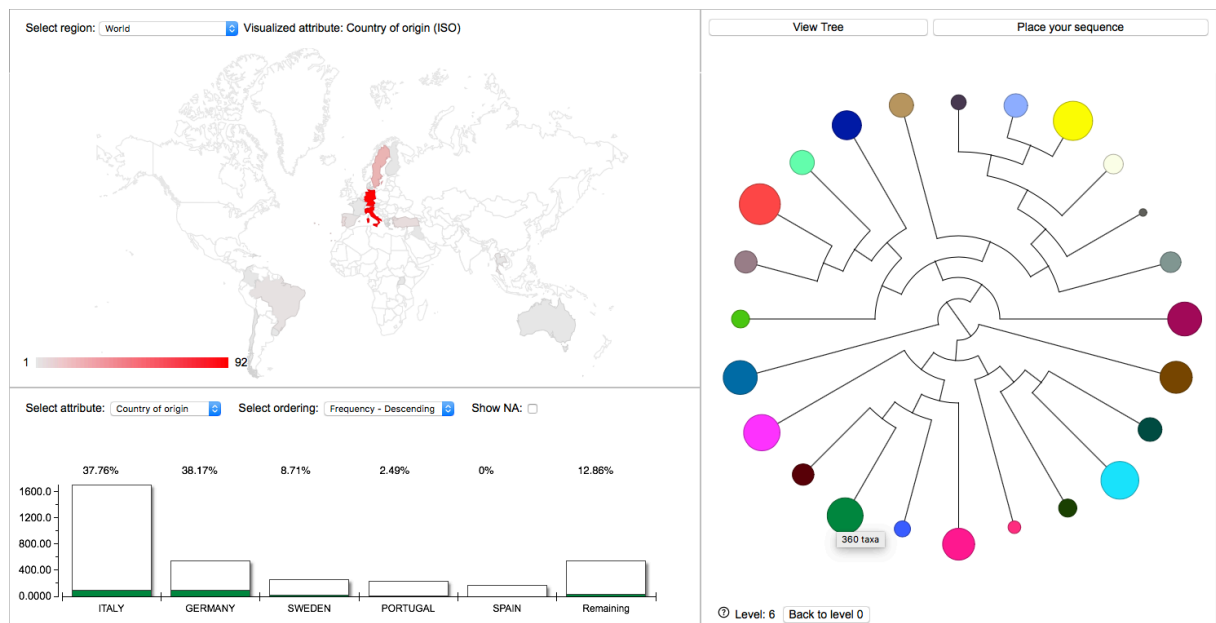 Select region: World Visualized attribute: Country of origin (ISO)
1 92
Select attribute: Country of origin Select ordering: Frequency - Descending Show NA:
37.76% 38.17% 8.71% 2.49% 0% 12.86%
1600.0
1200.0
800.00
400.00
0.0000
ITALY GERMANY SWEDEN PORTUGAL SPAIN Remaining
View Tree Place your sequence
360 taxa
? Level: 6 Back to level 0